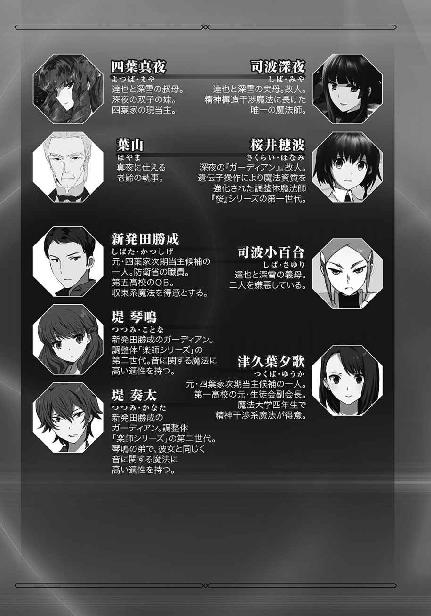 四葉真夜
よつば・まや
達也と深雪の叔母。
深夜の双子の妹。
四葉家の現当主。
司波深夜
しば・みや
達也と深雪の実母。故人。
精神構造干渉魔法に長けた
唯一の魔法師。
葉山
はやま
真夜に仕える
老齢の執事。
桜井穂波
さくらい・ほなみ
深夜の『ガーディアン』。故人。
遺伝子操作により魔法資質を
強化された調整体魔法師
『桜』シリーズの第一世代。
新発田勝成
しばた・かつしげ
元・四葉家次期当主候補の
一人。防衛省の職員。
第五高校のOB。
収束系魔法を得意とする。
司波小百合
しば・さゆり
達也と深雪の義母。
二人を嫌悪している。
堤 琴鳴
つつみ・ことな
新発田勝成のガーディアン。
調整体「楽師シリーズ」の
第二世代。音に関する魔法に
高い適性を持つ。
津久葉夕歌
つくば・ゆうか
元・四葉家次期当主候補の一人。
第一高校の元・生徒会副会長。
魔法大学四年生で
精神干渉系魔法が得意。
堤 奏太
つつみ・かなた
新発田勝成の
ガーディアン。調整体
「楽師シリーズ」の第二世代。
琴鳴の弟で、彼女と同じく
音に関する魔法に
高い適性を持つ。